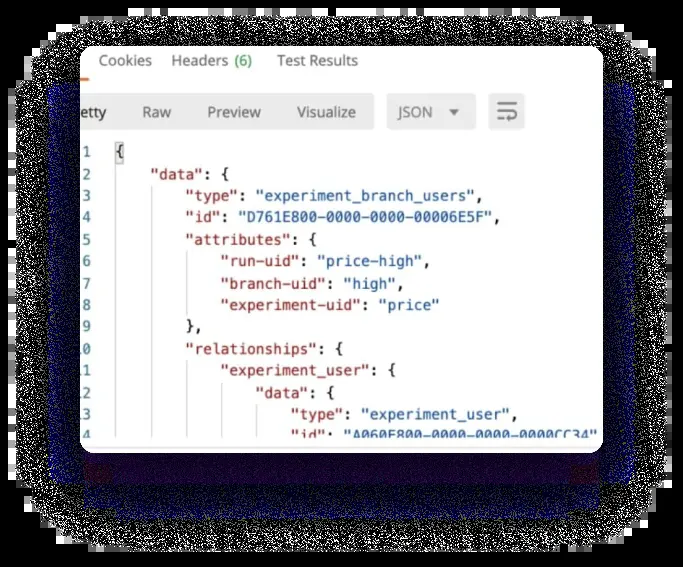 Cookies Headers (6) Test Results
etty Raw Preview Visualize JSON
1 {
2 "data": {
3 "type": "experiment_branch_users",
4 "id": "D761E800-0000-0000-00006E5F",
5 "attributes": {
6 "run-uid": "price-high",
7 "branch-uid": "high",
8 "experiment-uid": "price"
9 },
.0 "relationships": {
.1 "experiment_user": {
.2 "data": {
.3 "type": "experiment_user",
.4 "id": "A060E800-0000-0000-0000CC34"